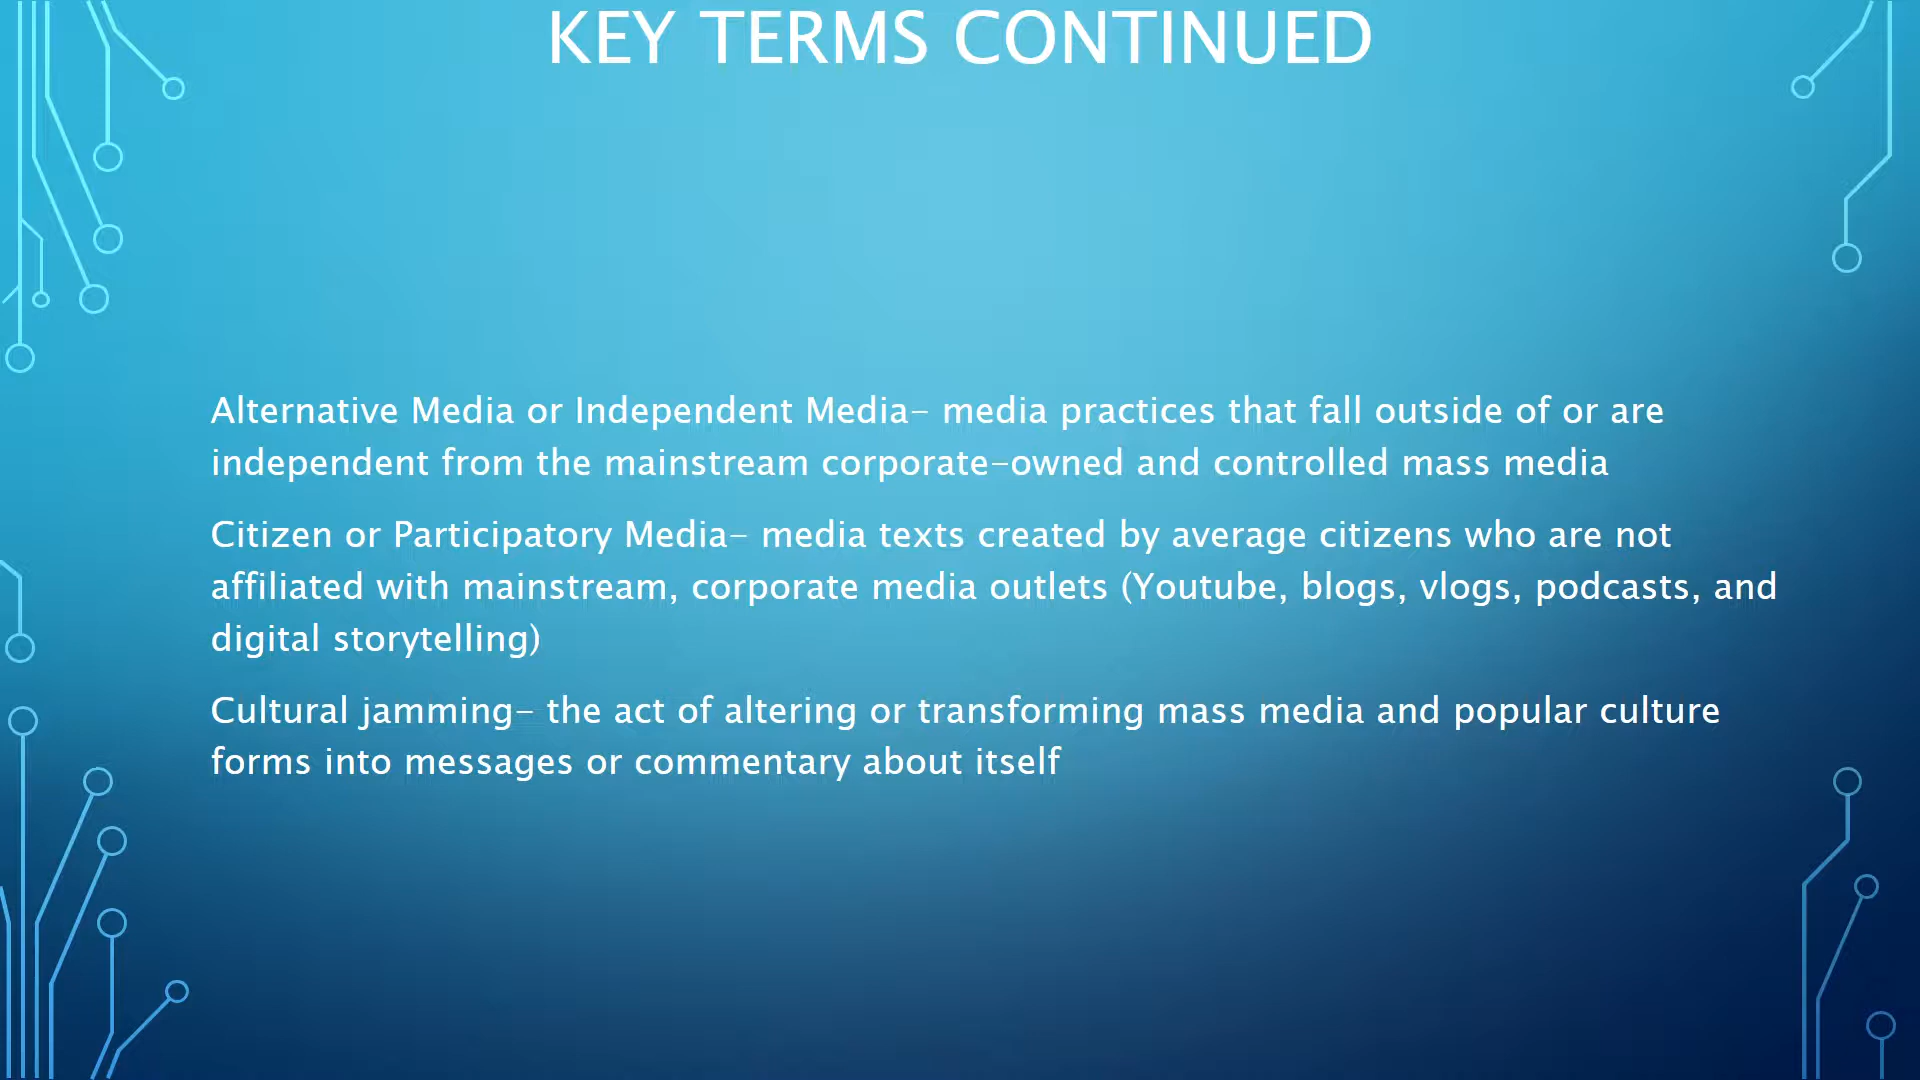 KEY TERMS CONTINUED
Alternative Media or Independent Media– media practices that fall outside of or are
independent from the mainstream corporate–owned and controlled mass media
Citizen or Participatory Media– media texts created by average citizens who are not
affiliated with mainstream, corporate media outlets (Youtube, blogs, vlogs, podcasts, and
digital storytelling)
Cultural jamming– the act of altering or transforming mass media and popular culture
forms into messages or commentary about itself